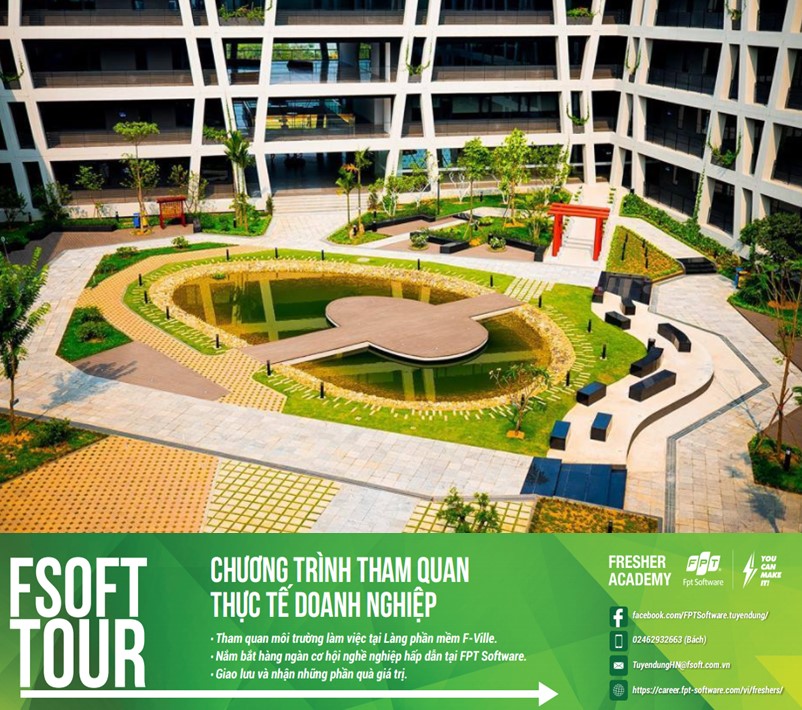 FSOFT
TOUR
CHƯƠNG TRÌNH THAM QUAN
THỰC TẾ DOANH NGHIỆP
• Tham quan môi trường làm việc tại Làng phần mềm F-Ville.
• Nắm bắt hàng ngàn cơ hội nghề nghiệp hấp dẫn tại FPT Software.
• Giao lưu và nhận những phần quà giá trị.
FRESHER
ACADEMY
FPT
Fpt Software
YOU
CAN
MAKE
IT!
facebook.com/FPTSoftware.tuyendung/
02462932663 (Bách)
TuyendungHN@fsoft.com.vn
https://career.fpt-software.com/vi/freshers/